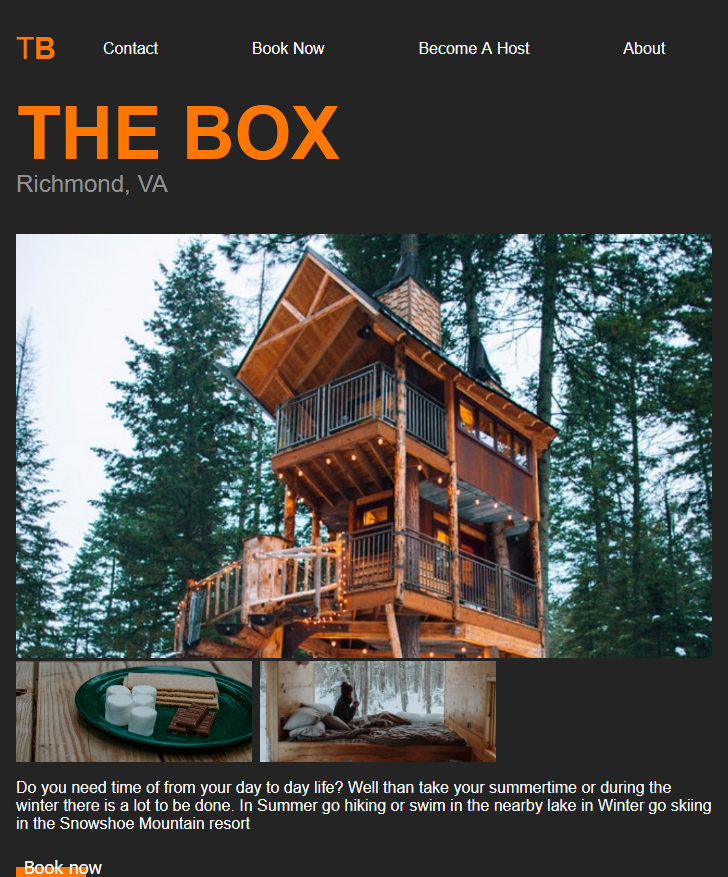 TB Contact Book Now Become A Host About
THE BOX
Richmond, VA
Do you need time of from your day to day life? Well than take your summertime or during the
winter there is a lot to be done. In Summer go hiking or swim in the nearby lake in Winter go skiing
in the Snowshoe Mountain resort
Book now